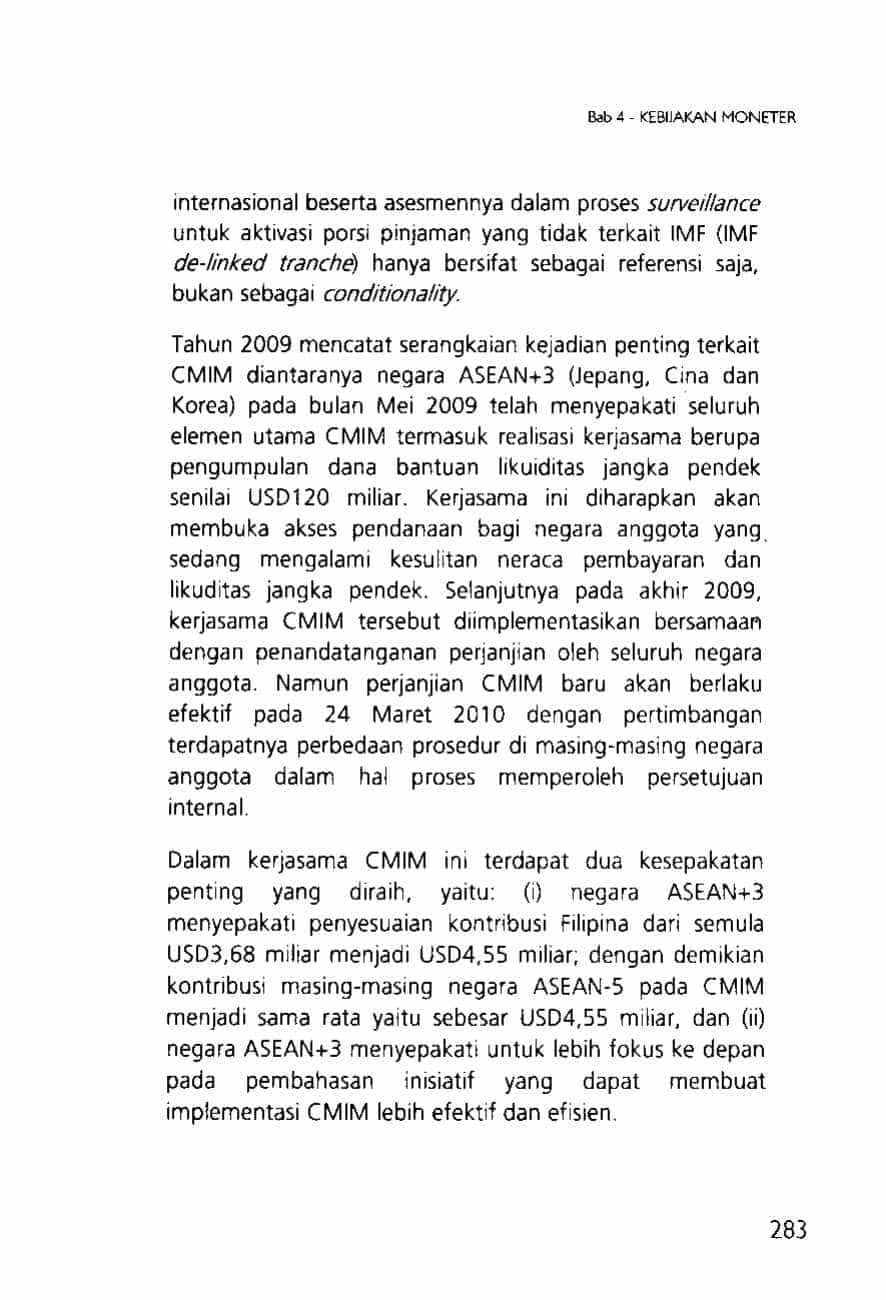 Bab 4 - KEBIJAKAN MONETER
internasional beserta asesmennya dalam proses surveillance
untuk aktivasi porsi pinjaman yang tidak terkait IMF (IMF
de-linked tranche) hanya bersifat sebagai referensi saja,
bukan sebagai conditionality.
Tahun 2009 mencatat serangkaian kejadian penting terkait
CMIM diantaranya negara ASEAN+3 (Jepang, Cina dan
Korea) pada bulan Mei 2009 telah menyepakati seluruh
elemen utama CMIM termasuk realisasi kerjasama berupa
pengumpulan dana bantuan likuiditas jangka pendek
senilai USD120 miliar. Kerjasama ini diharapkan akan
membuka akses pendanaan bagi negara anggota yang
sedang mengalami kesulitan neraca pembayaran dan
likuditas jangka pendek. Selanjutnya pada akhir 2009,
kerjasama CMIM tersebut diimplementasikan bersamaan
dengan penandatanganan perjanjian oleh seluruh negara
anggota. Namun perjanjian CMIM baru akan berlaku
efektif pada 24 Maret 2010 dengan pertimbangan
terdapatnya perbedaan prosedur di masing-masing negara
anggota dalam hal proses memperoleh persetujuan
internal.
Dalam kerjasama CMIM ini terdapat dua kesepakatan
penting yang diraih, yaitu: (i) negara ASEAN+3
menyepakati penyesuaian kontribusi Filipina dari semula
USD3,68 miliar menjadi USD4,55 miliar; dengan demikian
kontribusi masing-masing negara ASEAN-5 pada CMIM
menjadi sama rata yaitu sebesar USD4,55 miliar, dan (ii)
negara ASEAN+3 menyepakati untuk lebih fokus ke depan
pada pembahasan inisiatif yang dapat membuat
implementasi CMIM lebih efektif dan efisien.
283